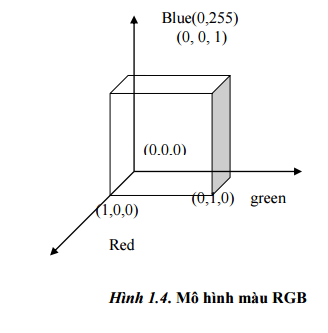 Blue(0,255)
(0, 0, 1)
(0,0,0)
(1,0,0)
(0,1,0) green
Red
Hình 1.4. Mô hình màu RGB